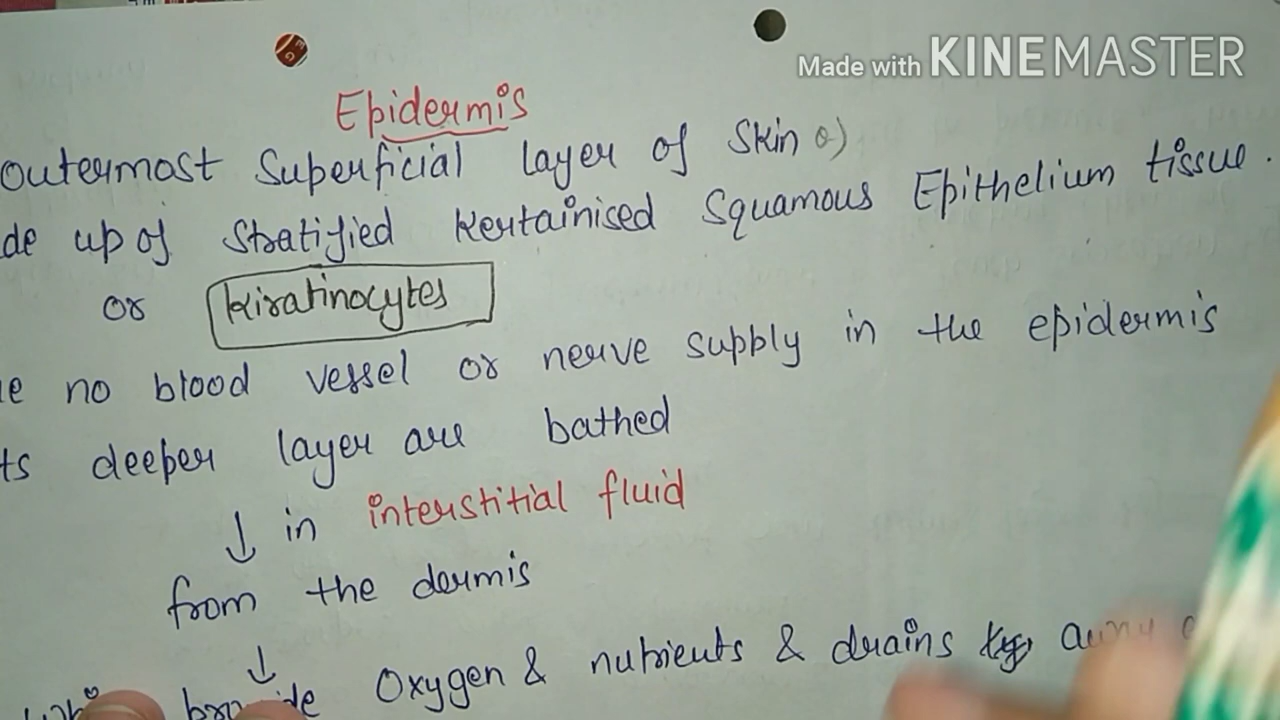 Made with KINEMASTER
Epidermis
outermost Superficial layer of Skin
de up of Stratified Kertainised Squamous Epithelium tissue.
or Kiratinocytes
no blood vessel or nerve supply in the epidermis
ts deeper layer are bathed
↓ in interstitial fluid
from the dermis
↓
Oxygen & nutrients & drains